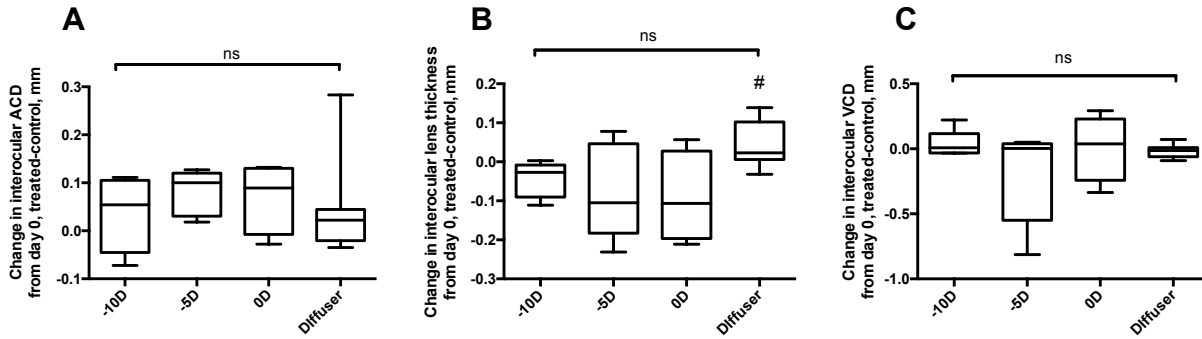 A
ns
Change in interocular ACD
from day 0, treated-control, mm
0.3
0.2
0.1
0.0
-0.1
-10D
-5D
0D
DIffuser
B
ns
#
Change in interocular lens thickness
from day 0, treated-control, mm
0.2
0.1
0.0
-0.1
-0.2
-0.3
-10D
-5D
0D
DIffuser
C
ns
Change in interocular VCD
from day 0, treated-control, mm
0.5
0.0
-0.5
-1.0
-10D
-5D
0D
DIffuser